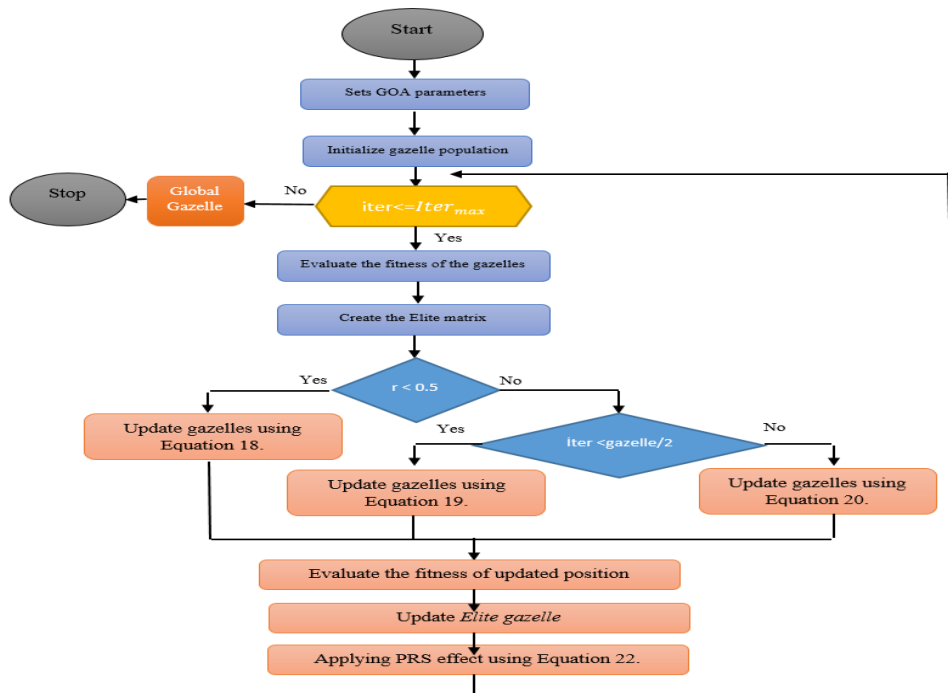 Start
Sets GOA parameters
Initialize gazelle population
Stop
Global
Gazelle
No
iter<=Iter_max
Yes
Evaluate the fitness of the gazelles
Create the Elite matrix
Yes
r < 0.5
No
Update gazelles using
Equation 18.
Yes
İter <gazelle/2
No
Update gazelles using
Equation 19.
Update gazelles using
Equation 20.
Evaluate the fitness of updated position
Update Elite gazelle
Applying PRS effect using Equation 22.